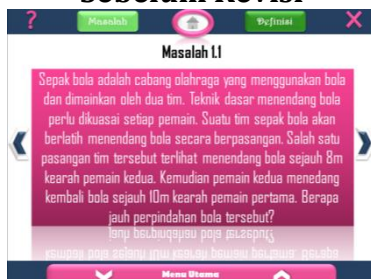 sebelum Revisi
?
Masalah
Definisi
X
Masalah 1.1
Sepak bola adalah cabang olahraga yang menggunakan bola
dan dimainkan oleh dua tim. Teknik dasar menendang bola
perlu dikuasai setiap pemain. Suatu tim sepak bola akan
berlatih menendang bola secara berpasangan. Salah satu
pasangan tim tersebut terlihat menendang bola sejauh 8m
kearah pemain kedua. Kemudian pemain kedua menedang
kembali bola sejauh 10m kearah pemain pertama. Berapa
jauh perpindahan bola tersebut?
Menu Utama